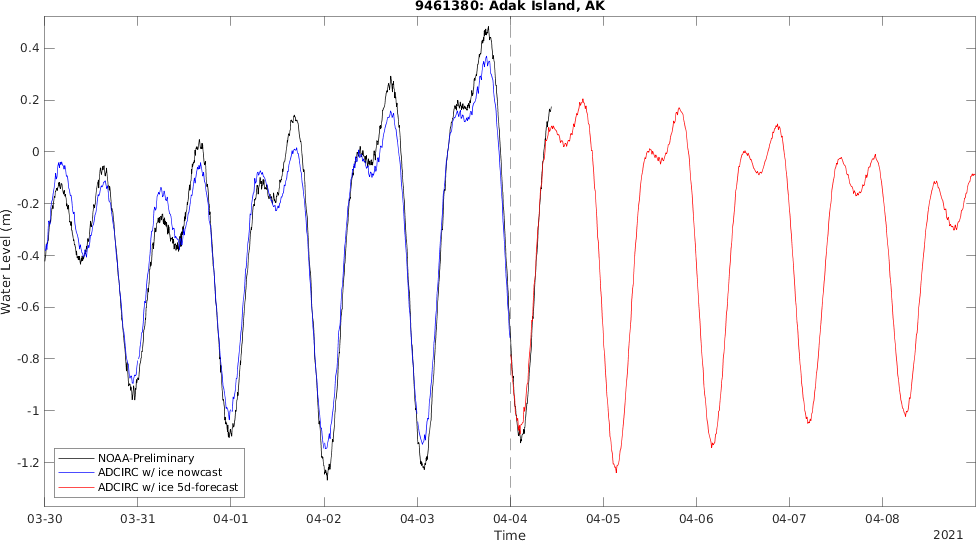 9461380: Adak Island, AK
0.4
0.2
0
-0.2
-0.4
-0.6
-0.8
-1
-1.2
Water Level (m)
NOAA-Preliminary
ADCIRC w/ ice nowcast
ADCIRC w/ ice 5d-forecast
03-30 03-31 04-01 04-02 04-03 04-04 04-05 04-06 04-07 04-08
Time
2021